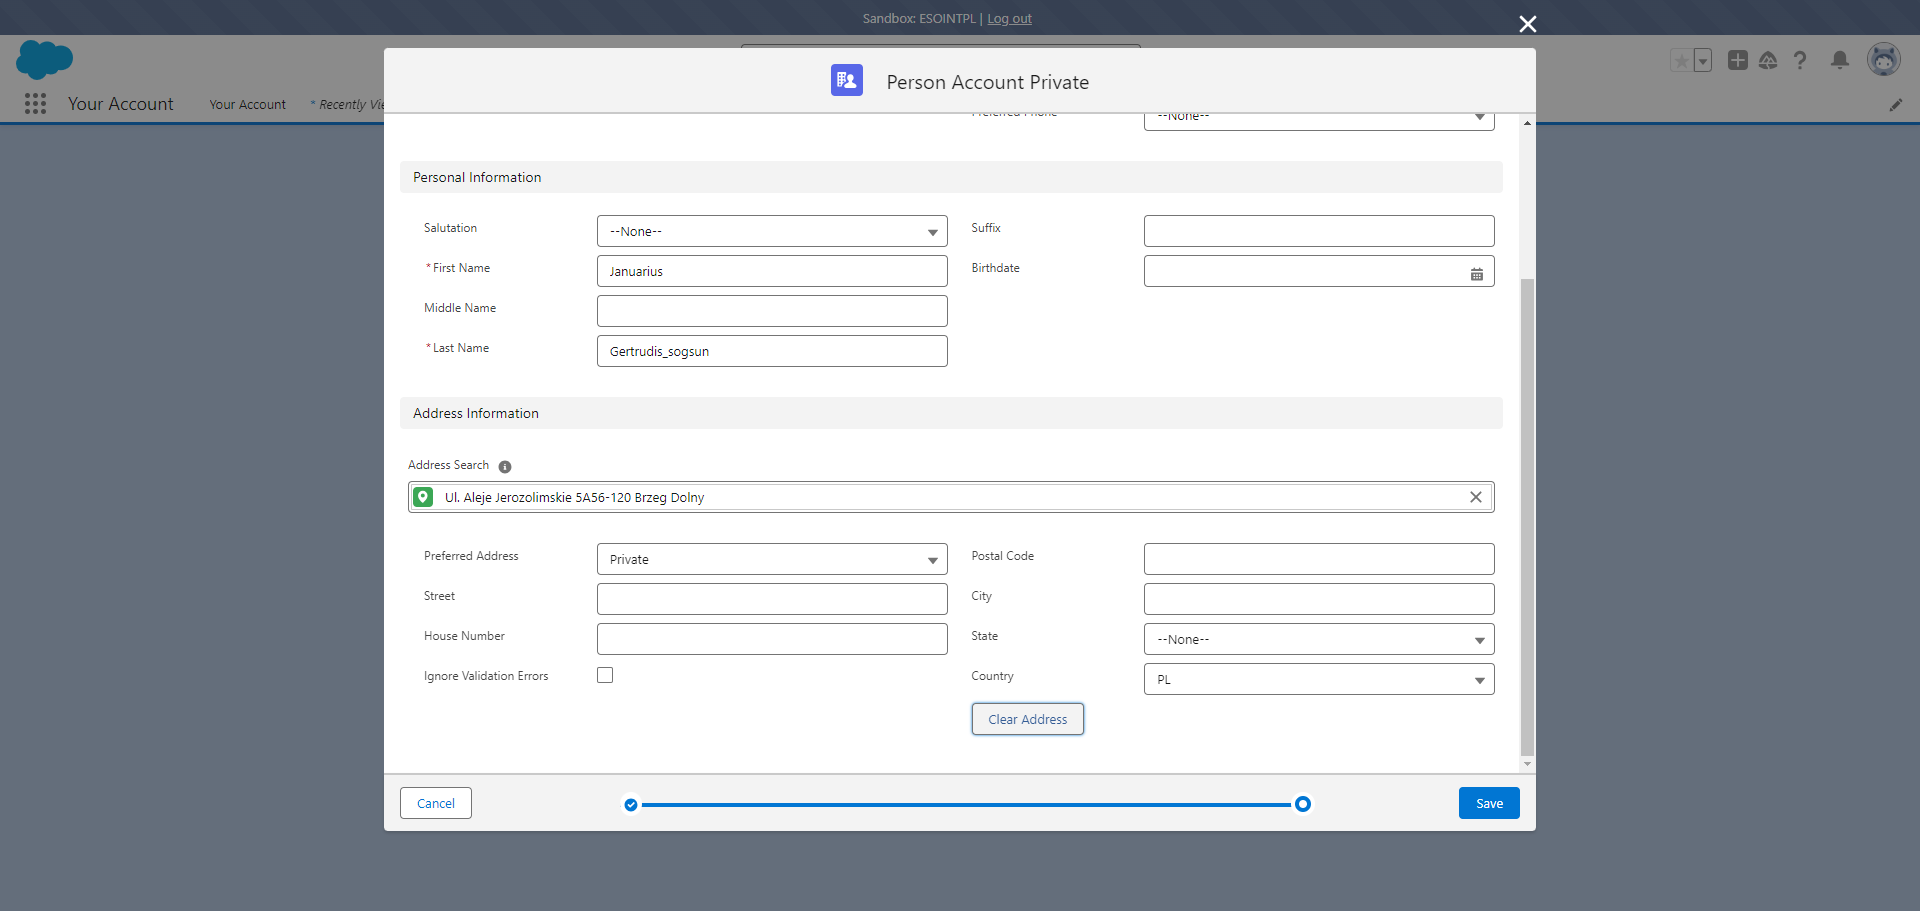 Sandbox: ESOINTPL | Log out
Person Account Private
Your Account
Your Account
* Recently Vie
Preferred Phone
--None--
Personal Information
Salutation
--None--
Suffix
*First Name
Januarius
Birthdate
Middle Name
*Last Name
Gertrudis_sogsun
Address Information
Address Search
Ul. Aleje Jerozolimskie 5A56-120 Brzeg Dolny
Preferred Address
Private
Postal Code
Street
City
House Number
State
--None--
Ignore Validation Errors
Country
PL
Clear Address
Cancel
Save